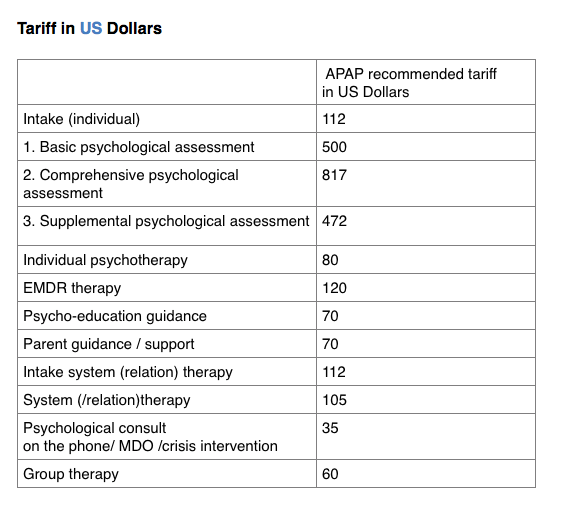 Tariff in US Dollars
APAP recommended tariff
in US Dollars
Intake (individual) 112
1. Basic psychological assessment 500
2. Comprehensive psychological 817
assessment
3. Supplemental psychological assessment 472
Individual psychotherapy 80
EMDR therapy 120
Psycho-education guidance 70
Parent guidance / support 70
Intake system (relation) therapy 112
System (/relation)therapy 105
Psychological consult 35
on the phone/ MDO /crisis intervention
Group therapy 60